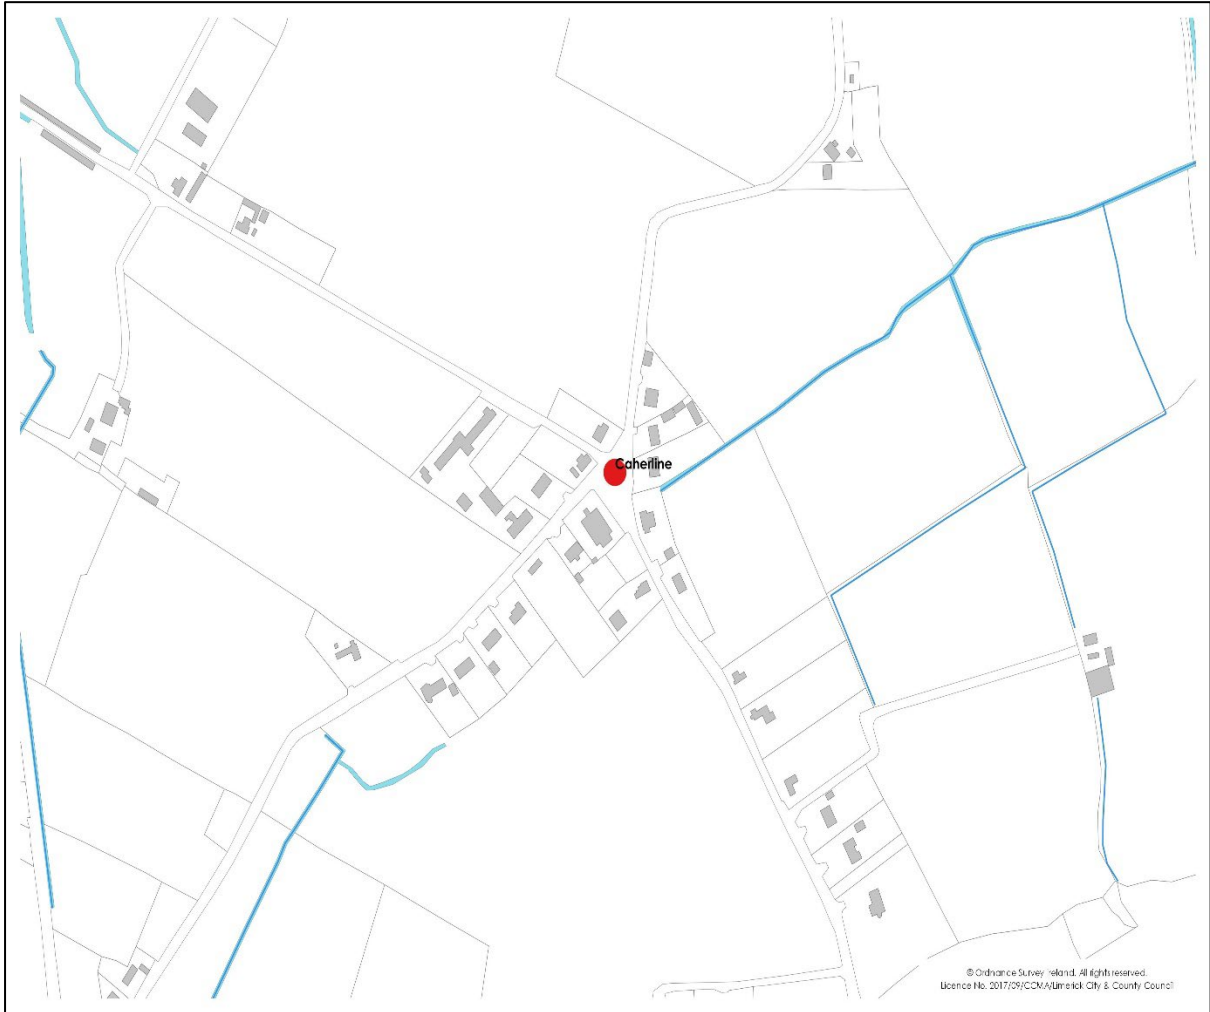 Caherline
© Ordnance Survey Ireland. All rights reserved.
Licence No. 2017/09/CCMA/Limerick City & County Council